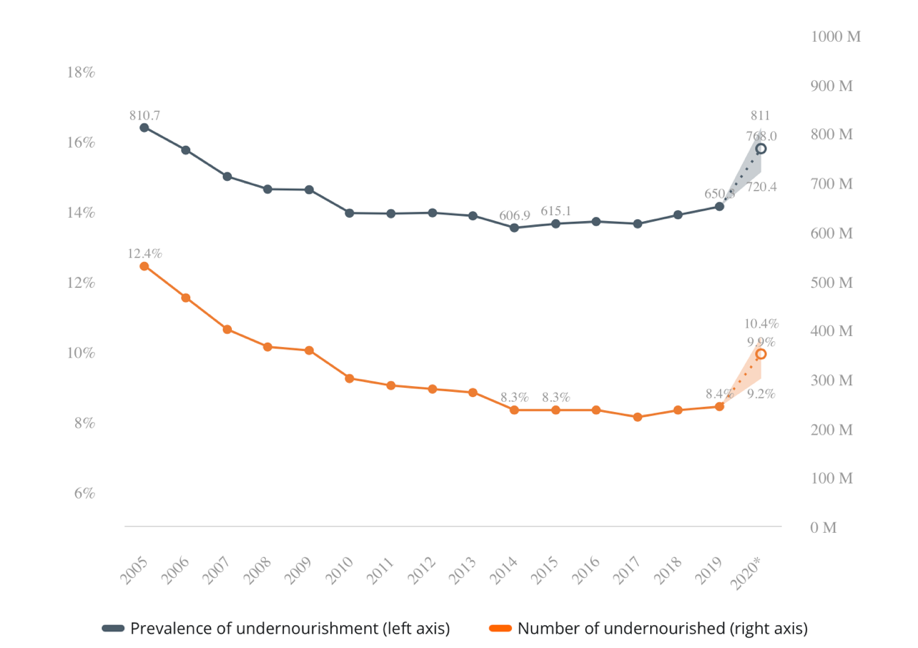 1000 M
18%
900 M
810.7
811
16%
800 M
768.0
14%
700 M
606.9 615.1
720.4
600 M
12.4%
12%
500 M
10.4%
400 M
10%
9.9%
300 M
8.3% 8.3% 8.4% 9.2%
8%
200 M
100 M
6%
0 M
2005 2006 2007 2008 2009 2010 2011 2012 2013 2014 2015 2016 2017 2018 2019 2020*
Prevalence of undernourishment (left axis) Number of undernourished (right axis)